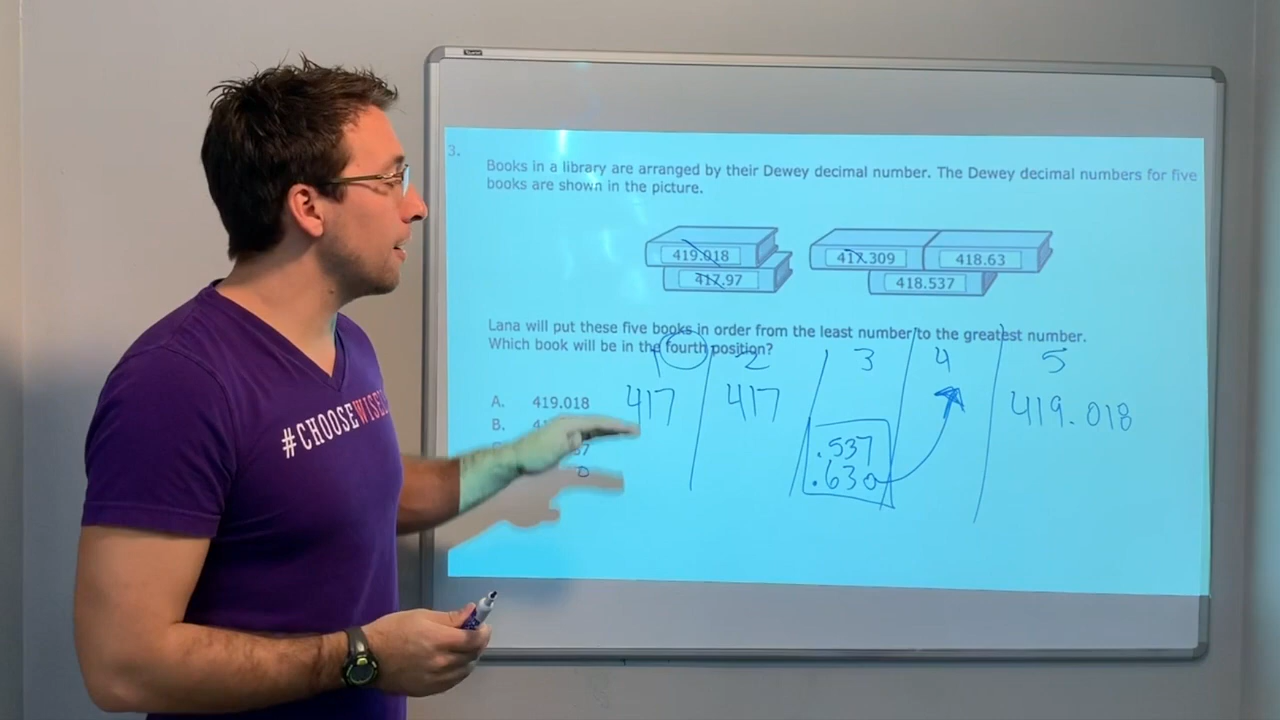 3.
Books in a library are arranged by their Dewey decimal number. The Dewey decimal numbers for five
books are shown in the picture.
419.018
417.97
417.309
418.63
418.537
Lana will put these five books in order from the least number to the greatest number.
Which book will be in the fourth position?
1 2 3 4 5
A. 419.018
417 417 419.018
B.
.537
.630
#CHOOSEWISEL